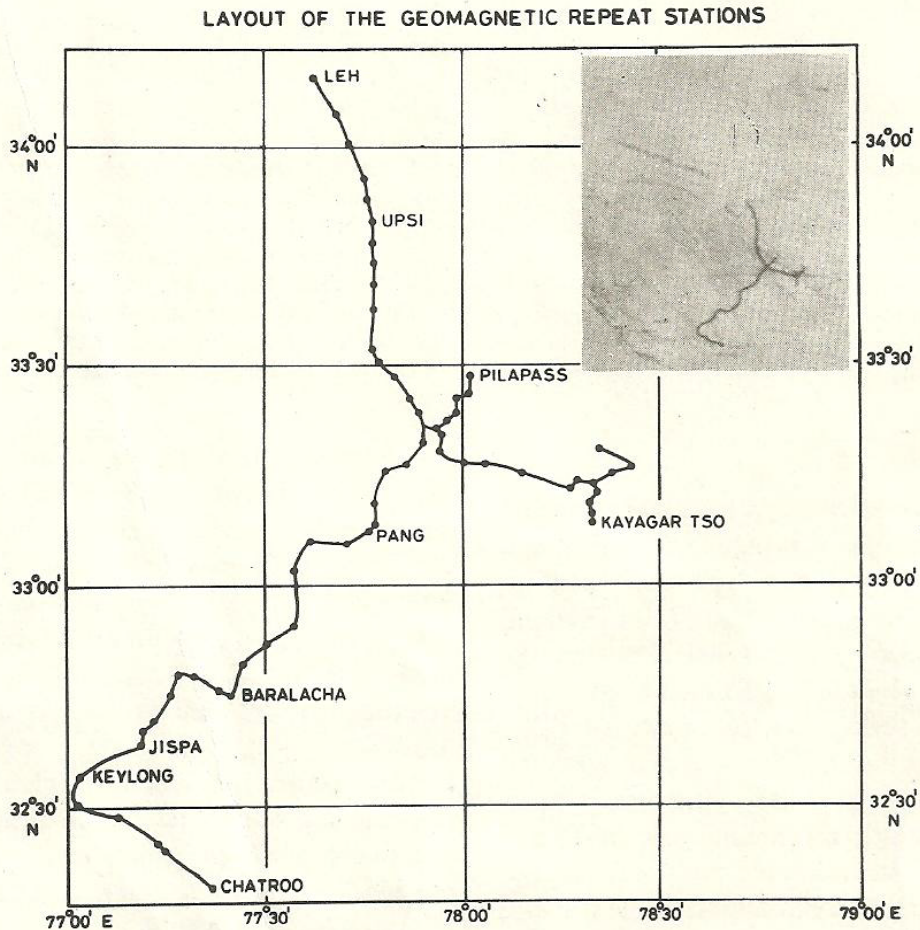 LAYOUT OF THE GEOMAGNETIC REPEAT STATIONS
LEH
34°00'
N
34°00'
N
UPSI
33°30'
33°30'
PILAPASS
KAYAGAR TSO
PANG
33°00'
33°00'
BARALACHA
JISPA
KEYLONG
32°30'
N
32°30'
N
CHATROO
77°00' E
77°30'
78°00'
78°30'
79°00' E